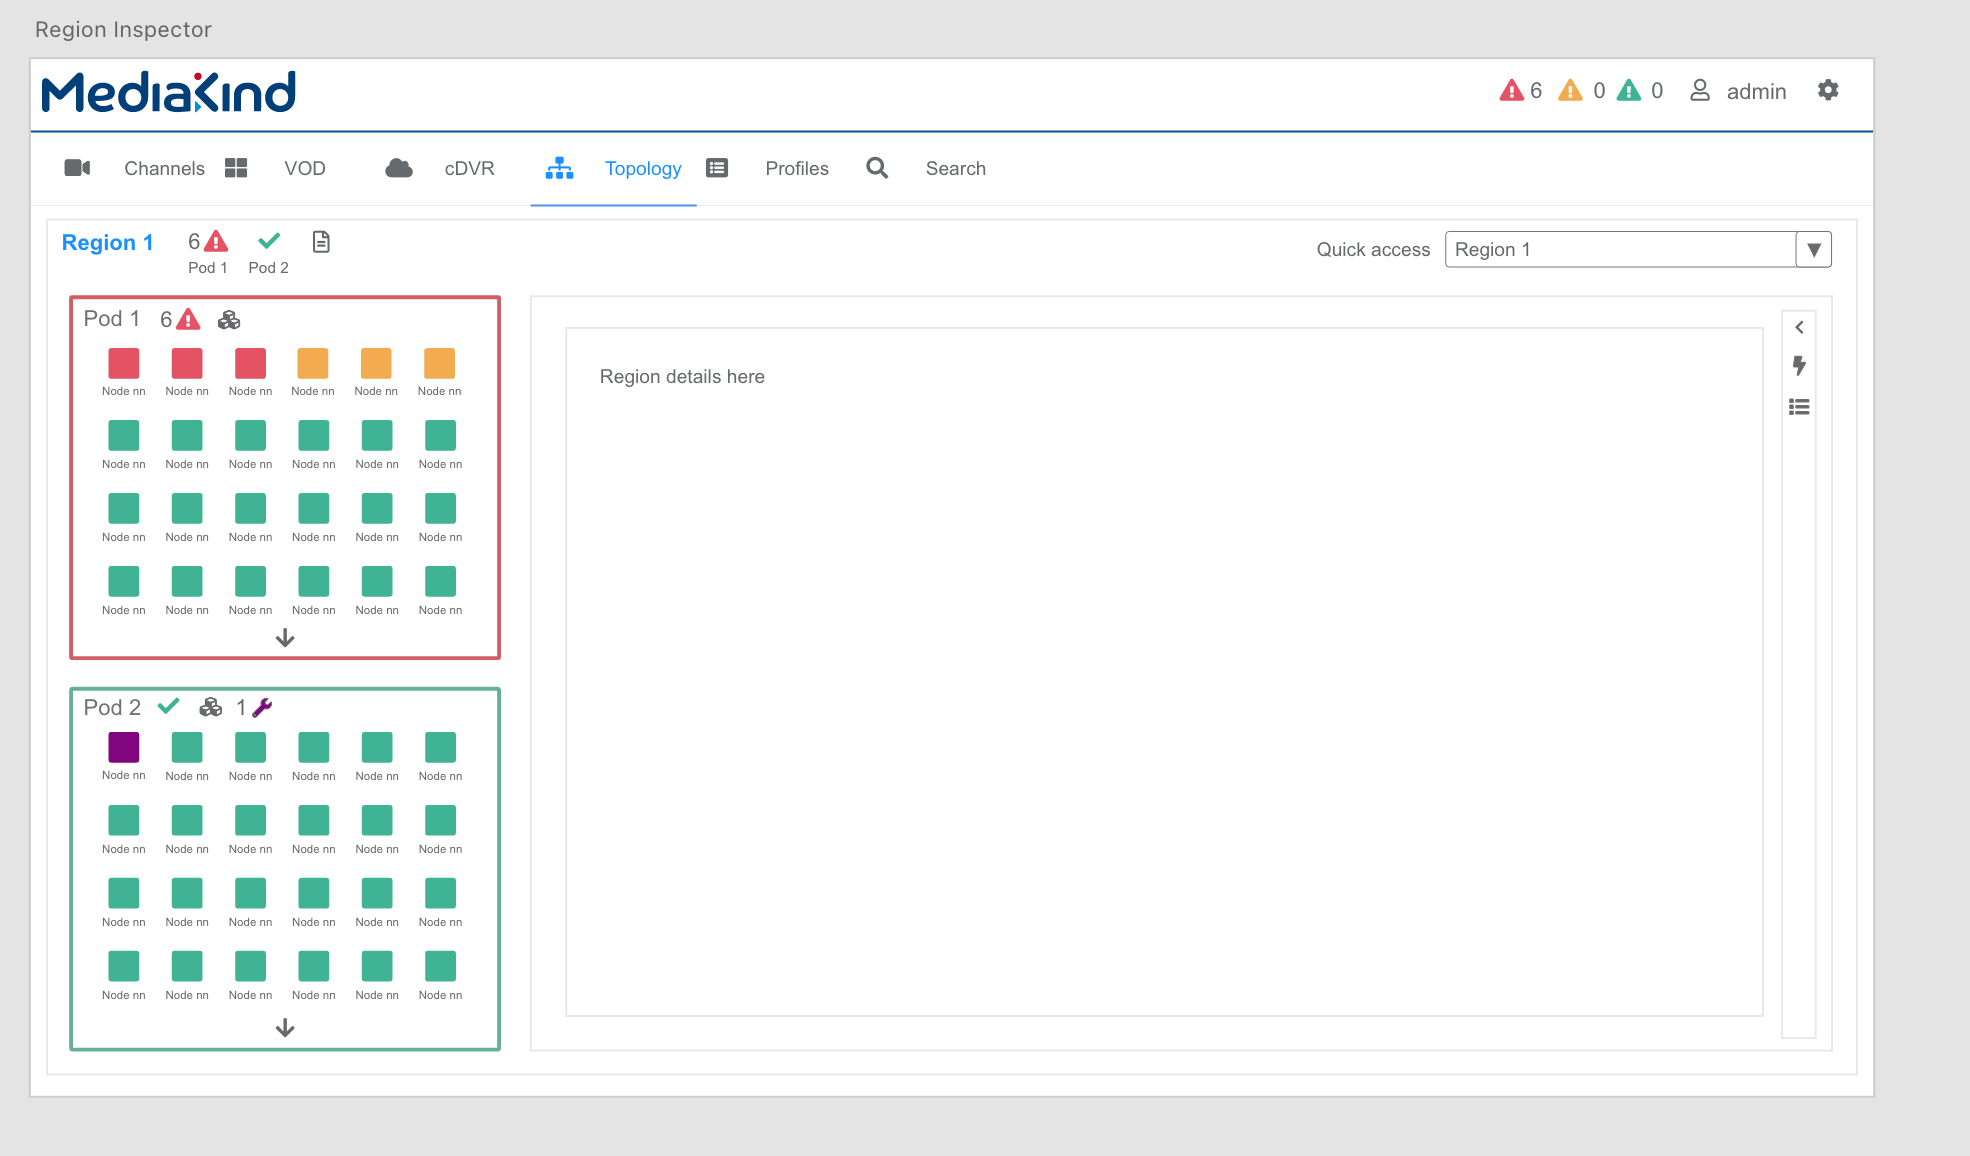 Region Inspector
MediaKind
6 0 0 admin
Channels VOD cDVR Topology Profiles Search
Region 1 6
Pod 1 Pod 2
Quick access Region 1
Pod 1 6
Node nn Node nn Node nn Node nn Node nn Node nn
Node nn Node nn Node nn Node nn Node nn Node nn
Node nn Node nn Node nn Node nn Node nn Node nn
Node nn Node nn Node nn Node nn Node nn Node nn
Pod 2 1
Node nn Node nn Node nn Node nn Node nn Node nn
Node nn Node nn Node nn Node nn Node nn Node nn
Node nn Node nn Node nn Node nn Node nn Node nn
Node nn Node nn Node nn Node nn Node nn Node nn
Region details here